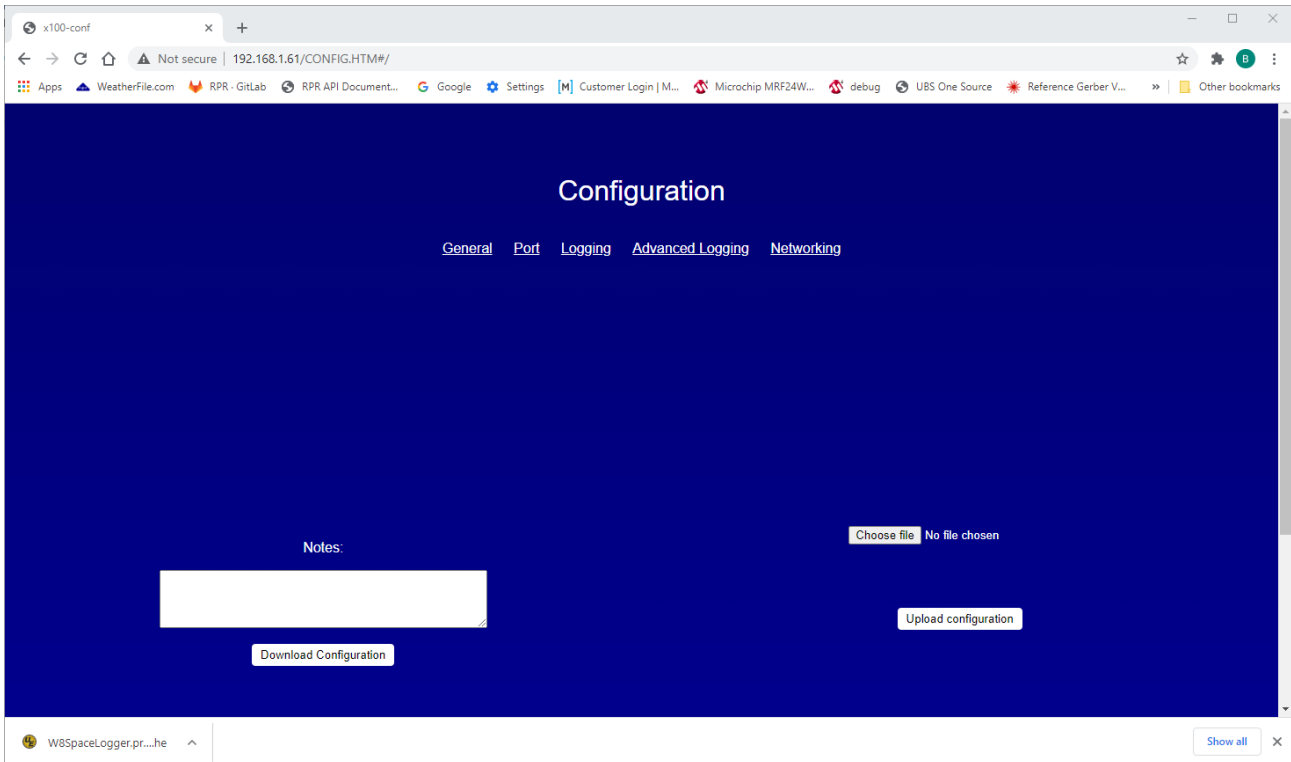 x100-conf
Not secure | 192.168.1.61/CONFIG.HTM#/
B
Apps WeatherFile.com RPR · GitLab RPR API Document... G Google Settings [M] Customer Login | M... Microchip MRF24W... debug UBS One Source Reference Gerber V... » Other bookmarks
Configuration
General Port Logging Advanced Logging Networking
Choose file No file chosen
Notes:
Upload configuration
Download Configuration
W8SpaceLogger.pr....he
Show all